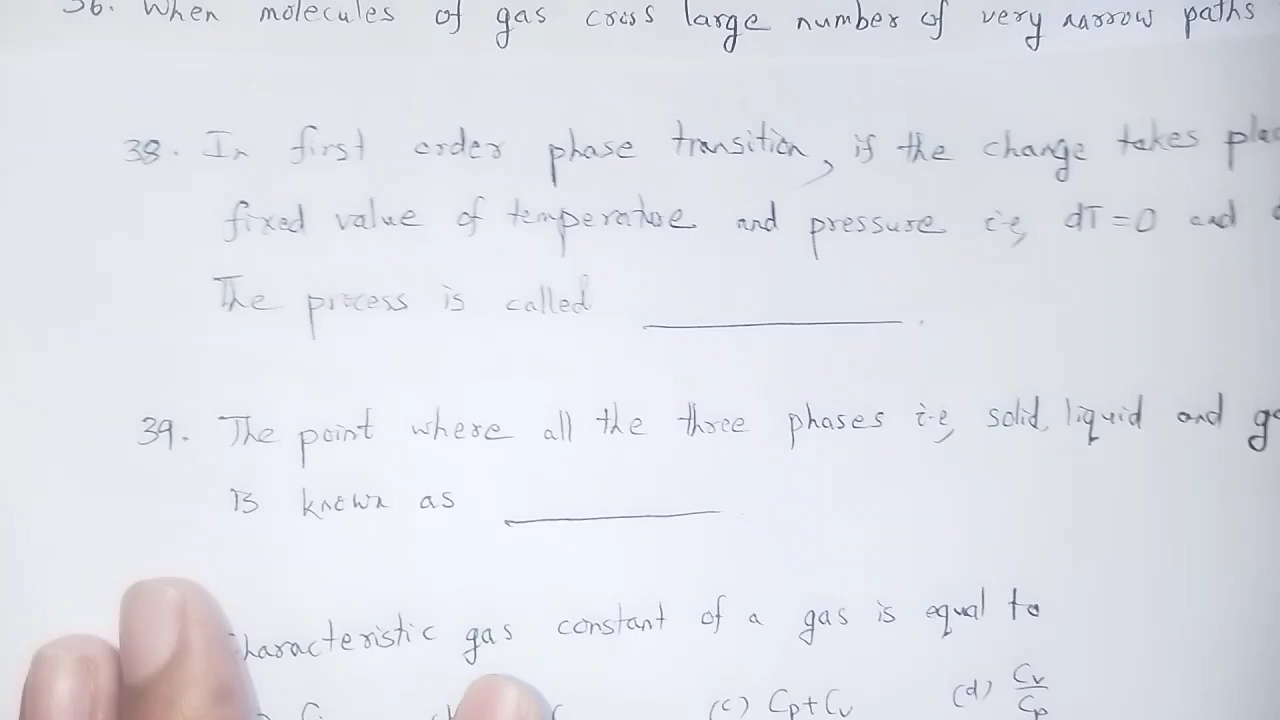 36. When molecules of gas cross large number of very narrow paths
38. In first order phase transition, if the change takes
fixed value of temperature and pressure i.e, dT=0 and
The process is called ________.
39. The point where all the three phases i.e, solid, liquid and
is known as ________
characteristic gas constant of a gas is equal to
(c) Cp+Cv (d) Cv/Cp